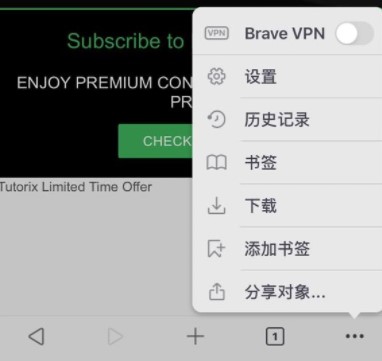 Subscribe to
VPN Brave VPN
ENJOY PREMIUM CON
PR
设置
历史记录
CHECK
书签
Tutorix Limited Time Offer
下载
添加书签
分享对象...
1